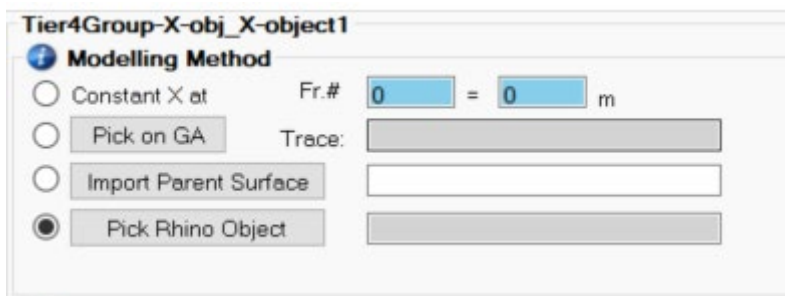 Tier4Group-X-obj_X-object1
Modelling Method
Constant X at Fr.# 0 = 0 m
Pick on GA Trace:
Import Parent Surface
Pick Rhino Object